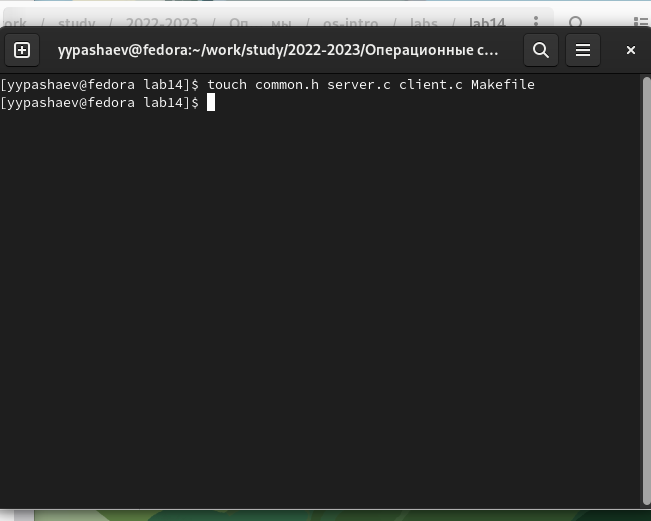 ork / study / 2022-2023 / Оп… …мы / os-intro / labs / lab14
yypashaev@fedora:~/work/study/2022-2023/Операционные с…
[yypashaev@fedora lab14]$ touch common.h server.c client.c Makefile
[yypashaev@fedora lab14]$